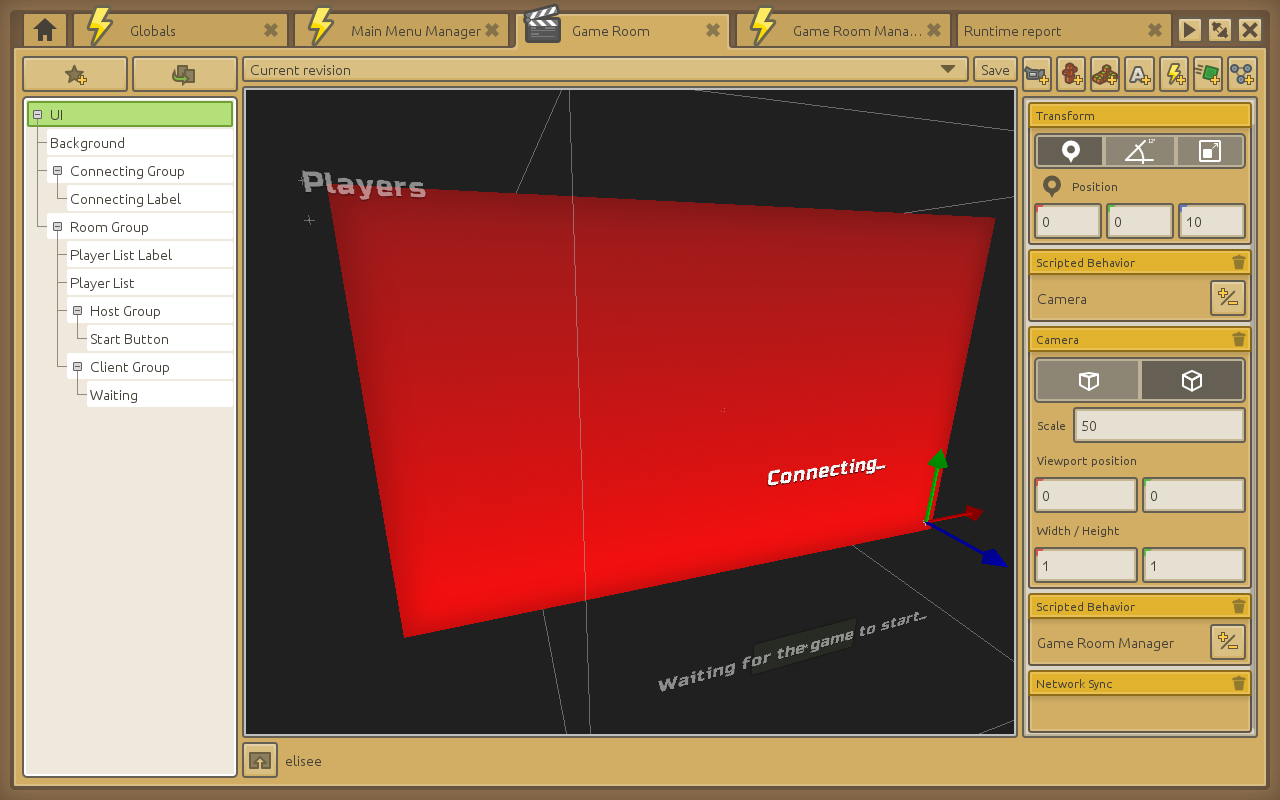 Globals
Main Menu Manager
Game Room
Game Room Mana...
Runtime report
Current revision
Save
UI
Background
Connecting Group
Connecting Label
Room Group
Player List Label
Player List
Host Group
Start Button
Client Group
Waiting
Players
Connecting...
Waiting for the game to start...
elisee
Transform
12°
Position
0 0 10
Scripted Behavior
Camera
Camera
Scale 50
Viewport position
0 0
Width / Height
1 1
Scripted Behavior
Game Room Manager
Network Sync